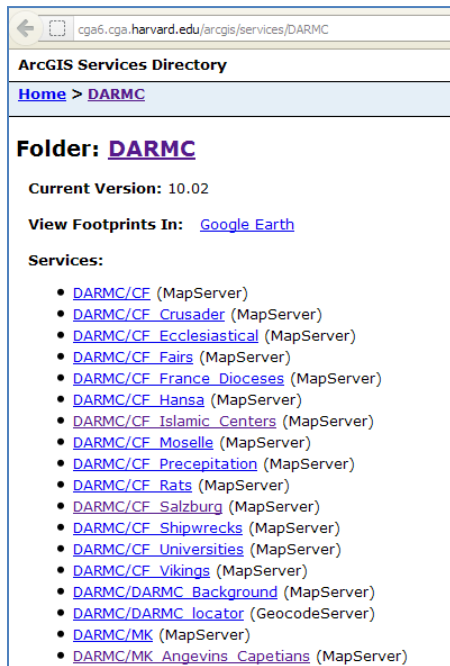 cga6.cga.harvard.edu/arcgis/services/DARMC
ArcGIS Services Directory
Home > DARMC
Folder: DARMC
Current Version: 10.02
View Footprints In: Google Earth
Services:
• DARMC/CF (MapServer)
• DARMC/CF_Crusader (MapServer)
• DARMC/CF_Ecclesiastical (MapServer)
• DARMC/CF_Fairs (MapServer)
• DARMC/CF_France_Dioceses (MapServer)
• DARMC/CF_Hansa (MapServer)
• DARMC/CF_Islamic_Centers (MapServer)
• DARMC/CF_Moselle (MapServer)
• DARMC/CF_Precepitation (MapServer)
• DARMC/CF_Rats (MapServer)
• DARMC/CF_Salzburg (MapServer)
• DARMC/CF_Shipwrecks (MapServer)
• DARMC/CF_Universities (MapServer)
• DARMC/CF_Vikings (MapServer)
• DARMC/DARMC_Background (MapServer)
• DARMC/DARMC_locator (GeocodeServer)
• DARMC/MK (MapServer)
• DARMC/MK_Angevins_Capetians (MapServer)